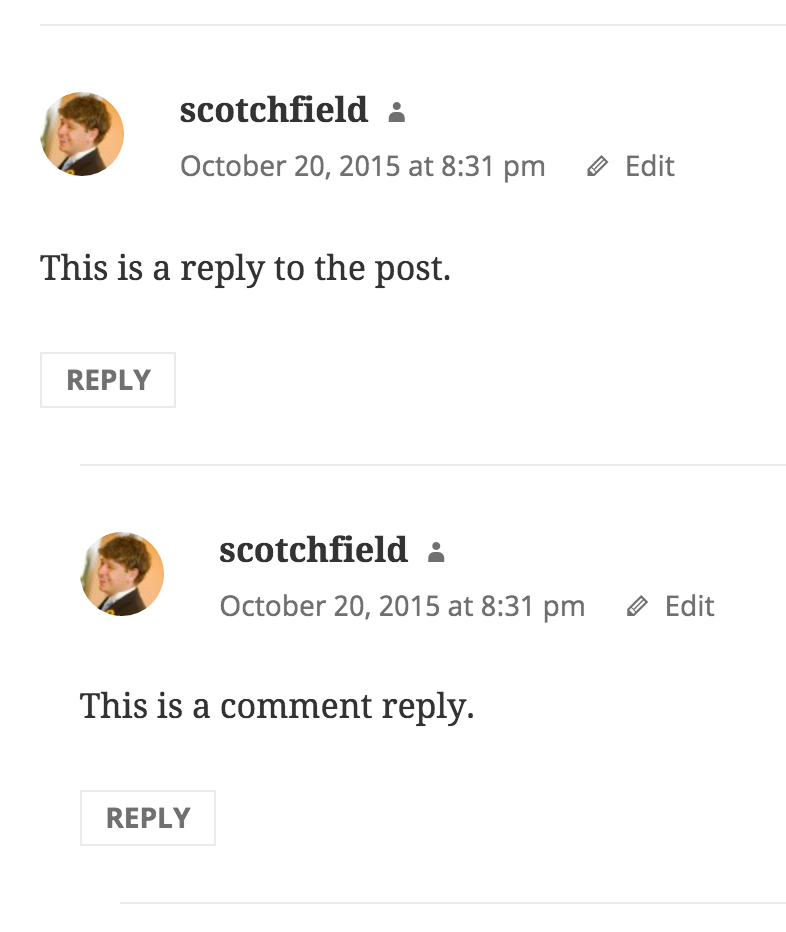 scotchfield
October 20, 2015 at 8:31 pm Edit
This is a reply to the post.
REPLY
scotchfield
October 20, 2015 at 8:31 pm Edit
This is a comment reply.
REPLY